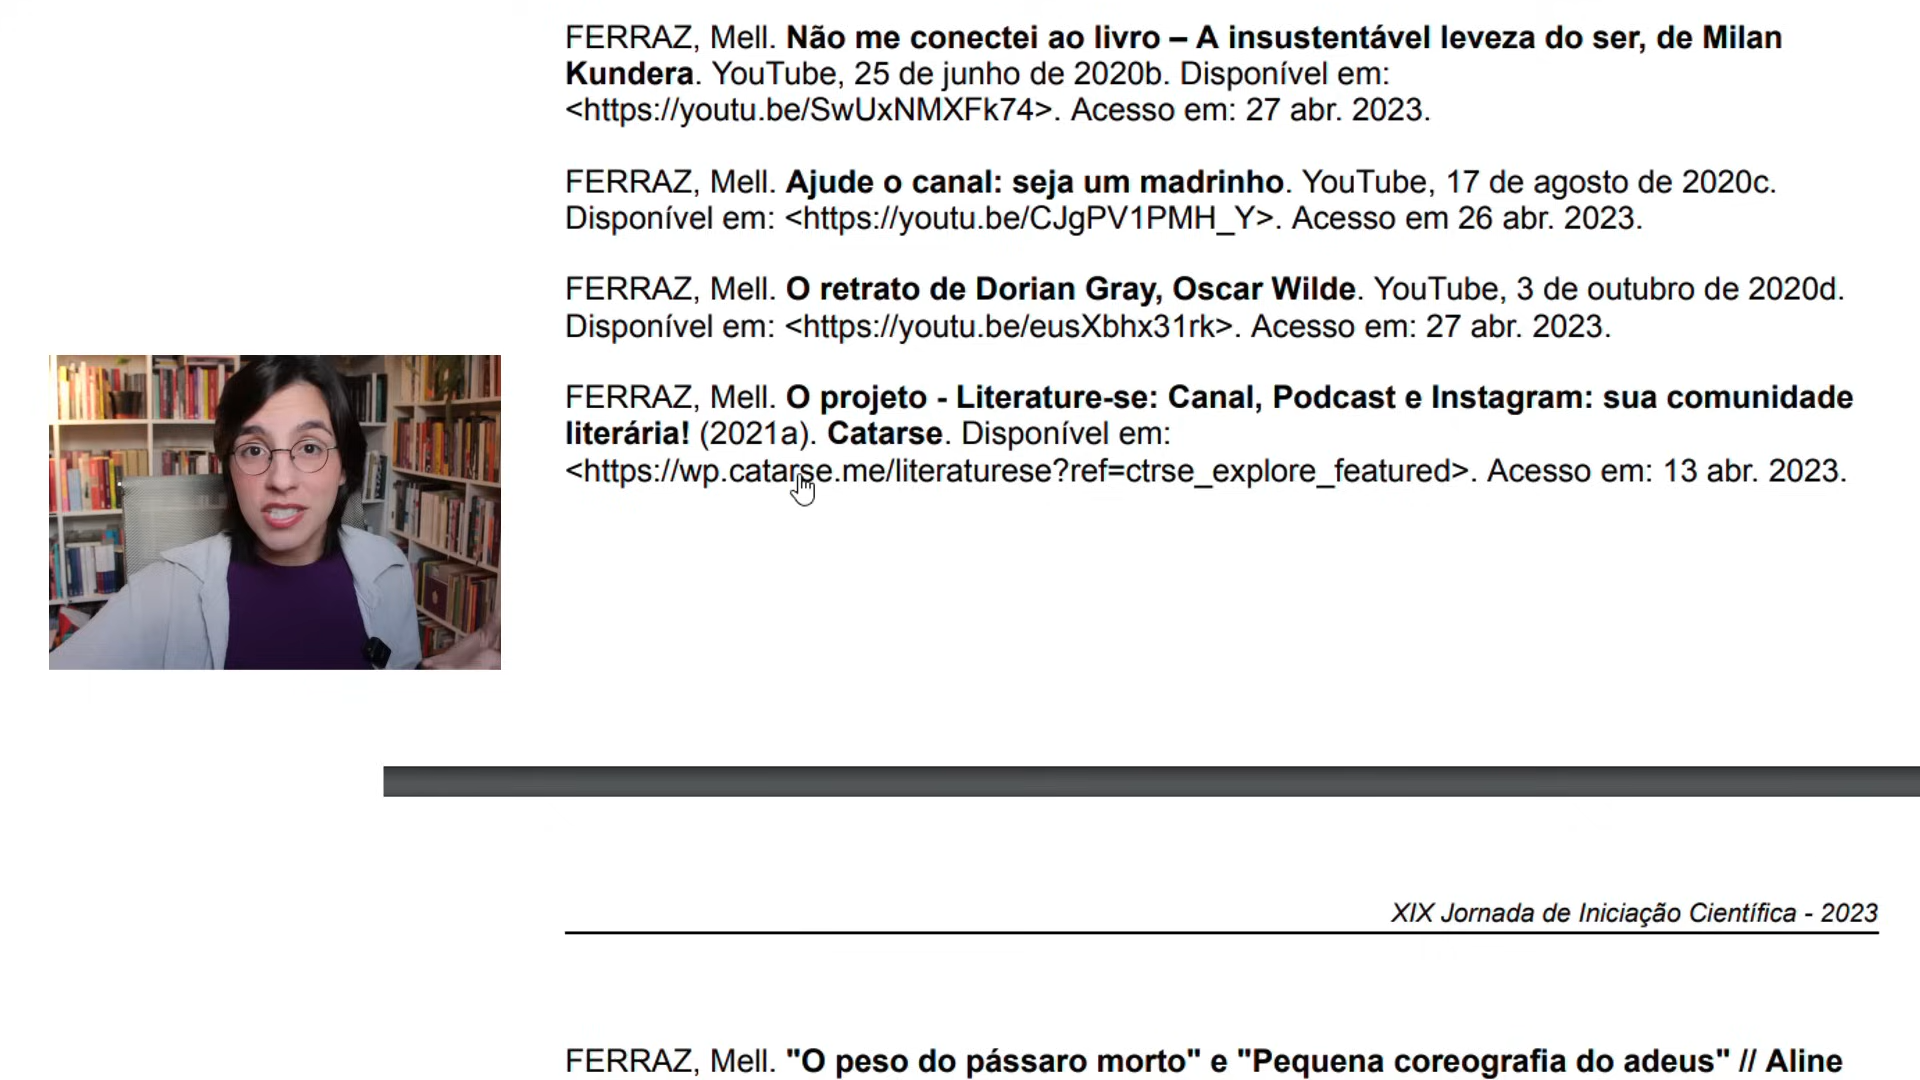 FERRAZ, Mell. Não me conectei ao livro – A insustentável leveza do ser, de Milan
Kundera. YouTube, 25 de junho de 2020b. Disponível em:
<https://youtu.be/SwUxNMXFk74>. Acesso em: 27 abr. 2023.
FERRAZ, Mell. Ajude o canal: seja um madrinho. YouTube, 17 de agosto de 2020c.
Disponível em: <https://youtu.be/CJgPV1PMH_Y>. Acesso em 26 abr. 2023.
FERRAZ, Mell. O retrato de Dorian Gray, Oscar Wilde. YouTube, 3 de outubro de 2020d.
Disponível em: <https://youtu.be/eusXbhx31rk>. Acesso em: 27 abr. 2023.
FERRAZ, Mell. O projeto - Literature-se: Canal, Podcast e Instagram: sua comunidade
literária! (2021a). Catarse. Disponível em:
<https://wp.catarse.me/literaturese?ref=ctrse_explore_featured>. Acesso em: 13 abr. 2023.
XIX Jornada de Iniciação Científica - 2023
FERRAZ, Mell. "O peso do pássaro morto" e "Pequena coreografia do adeus" // Aline